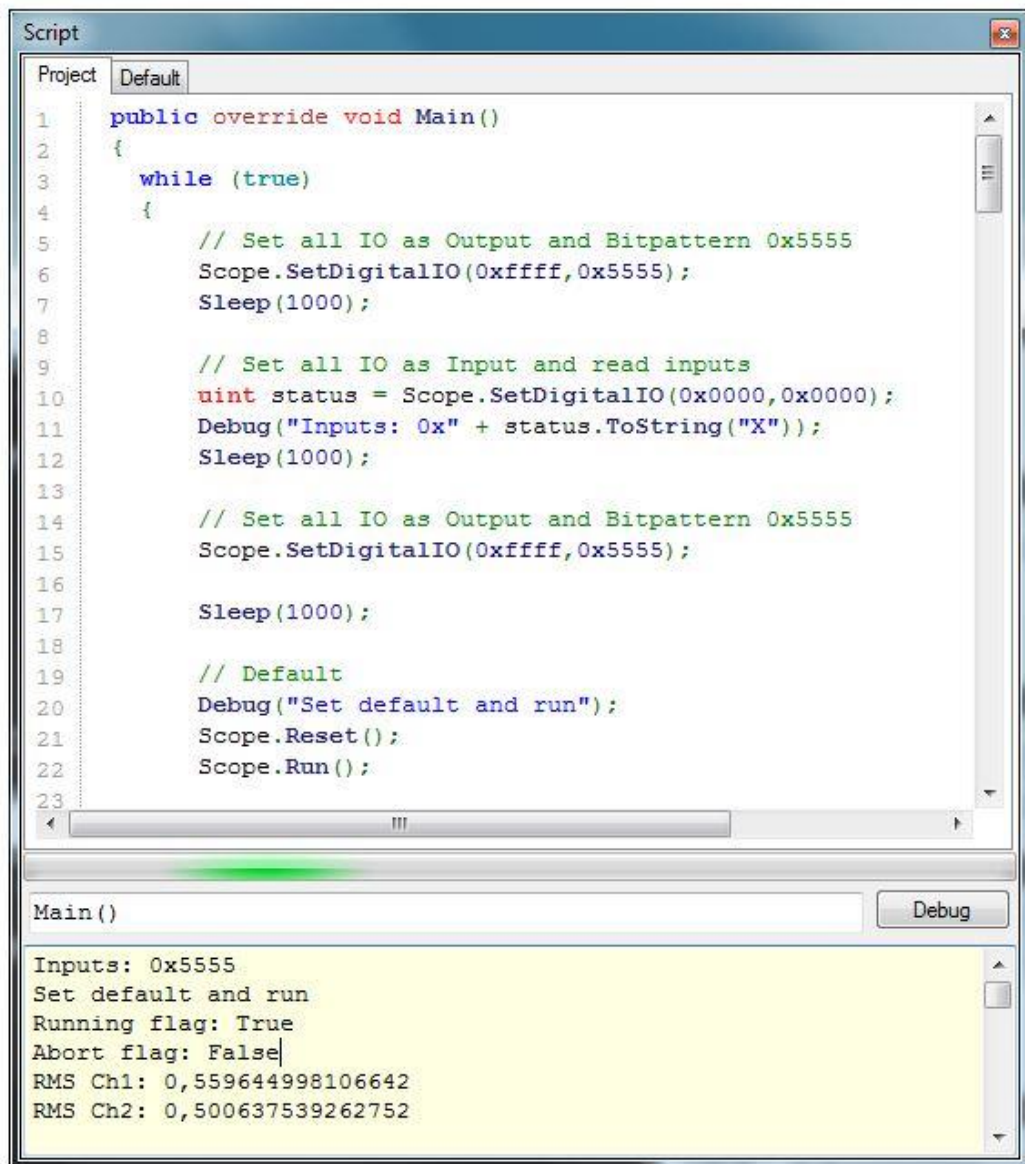 Script
Project Default
1 public override void Main()
2 {
3 while (true)
4 {
5 // Set all IO as Output and Bitpattern 0x5555
6 Scope.SetDigitalIO(0xffff,0x5555);
7 Sleep(1000);
8
9 // Set all IO as Input and read inputs
10 uint status = Scope.SetDigitalIO(0x0000,0x0000);
11 Debug("Inputs: 0x" + status.ToString("X"));
12 Sleep(1000);
13
14 // Set all IO as Output and Bitpattern 0x5555
15 Scope.SetDigitalIO(0xffff,0x5555);
16
17 Sleep(1000);
18
19 // Default
20 Debug("Set default and run");
21 Scope.Reset();
22 Scope.Run();
23
Main() Debug
Inputs: 0x5555
Set default and run
Running flag: True
Abort flag: False
RMS Ch1: 0,559644998106642
RMS Ch2: 0,500637539262752